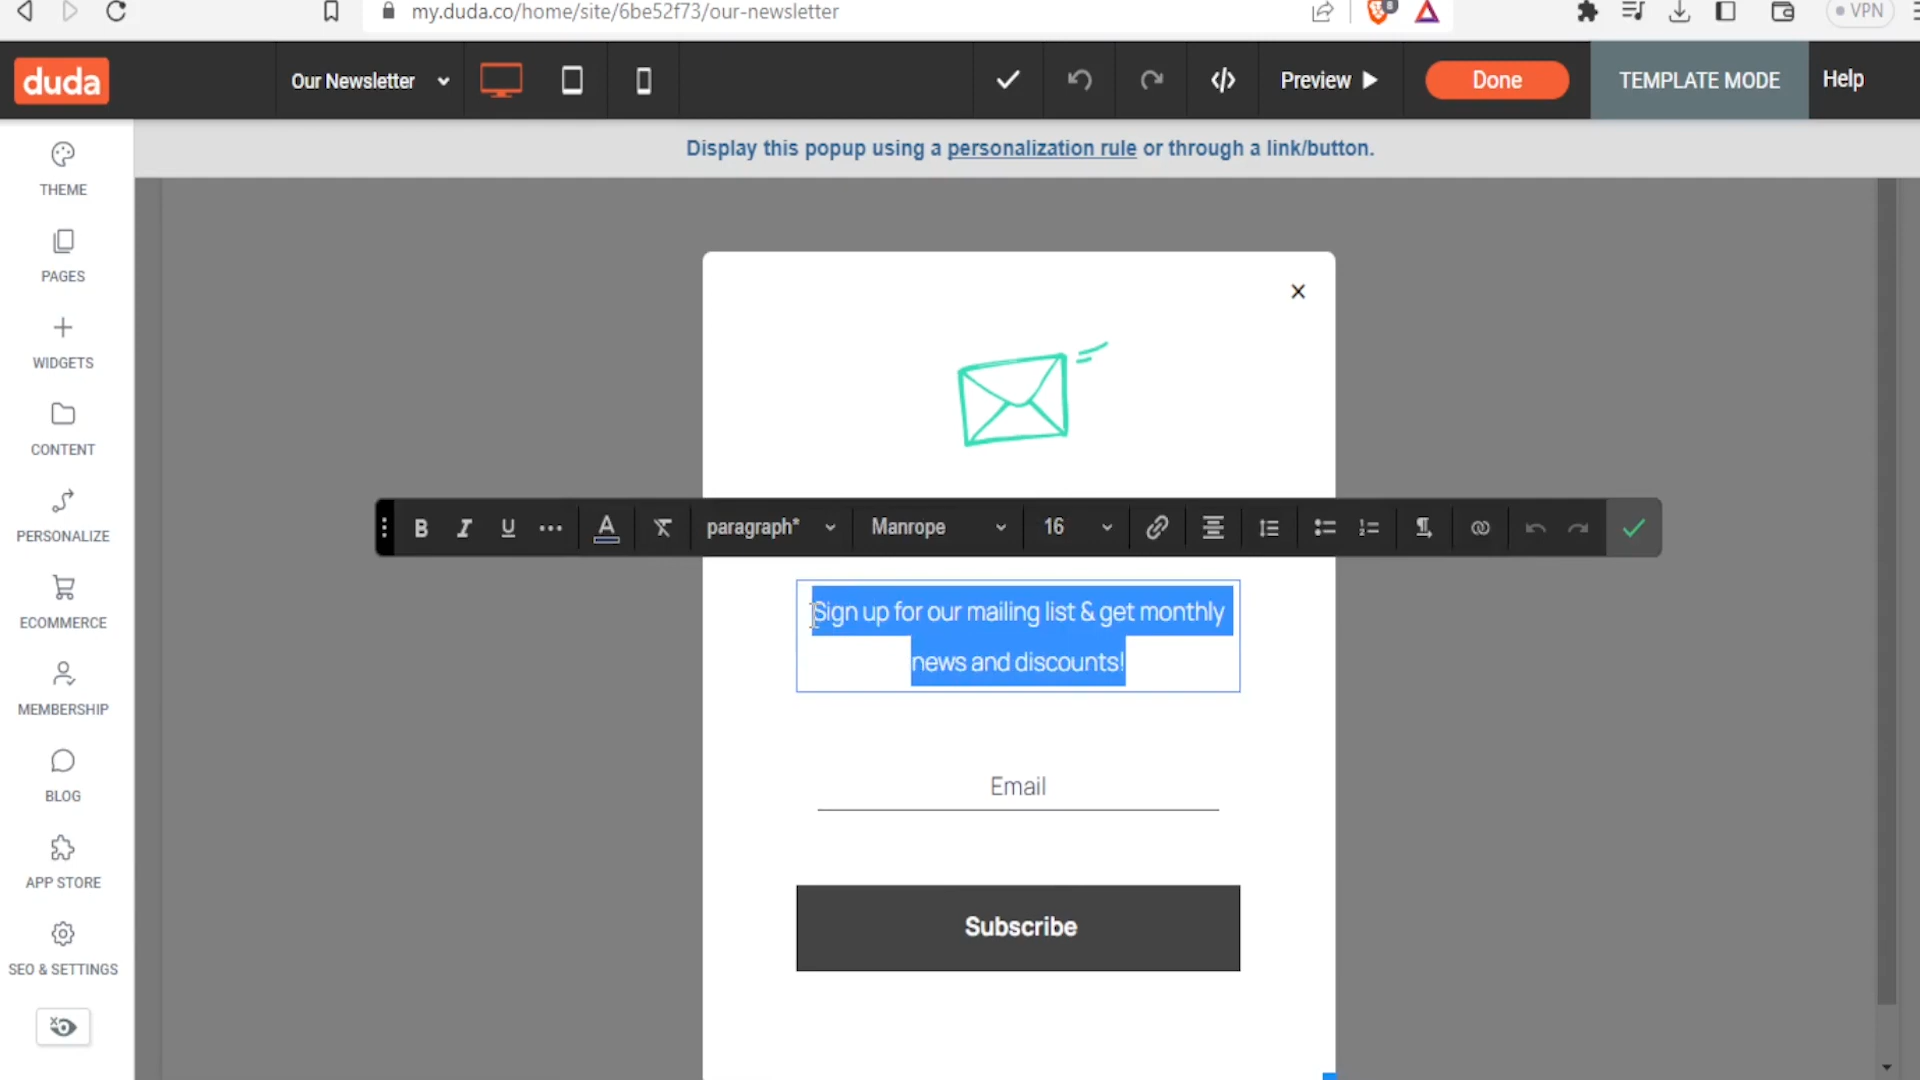 my.duda.co/home/site/6be52f73/our-newsletter
8
VPN
duda
Our Newsletter
Preview
Done
TEMPLATE MODE
Help
Display this popup using a personalization rule or through a link/button.
THEME
PAGES
WIDGETS
CONTENT
PERSONALIZE
ECOMMERCE
MEMBERSHIP
BLOG
APP STORE
SEO & SETTINGS
B I U A paragraph* Manrope 16
Sign up for our mailing list & get monthly
news and discounts!
Email
Subscribe